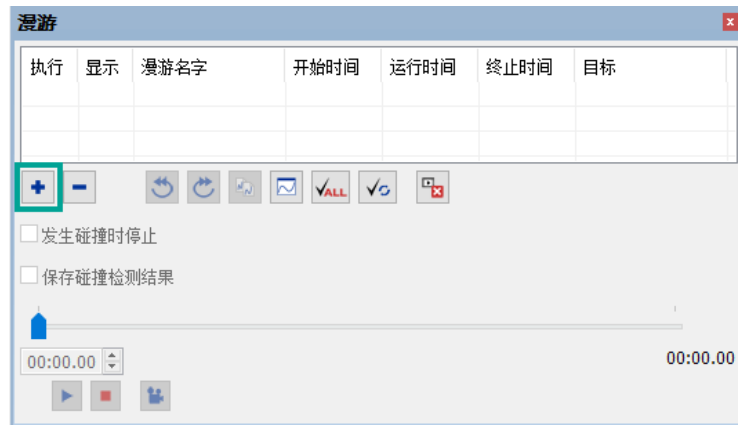 漫游
执行 显示 漫游名字 开始时间 运行时间 终止时间 目标
ALL
发生碰撞时停止
保存碰撞检测结果
00:00.00 00:00.00